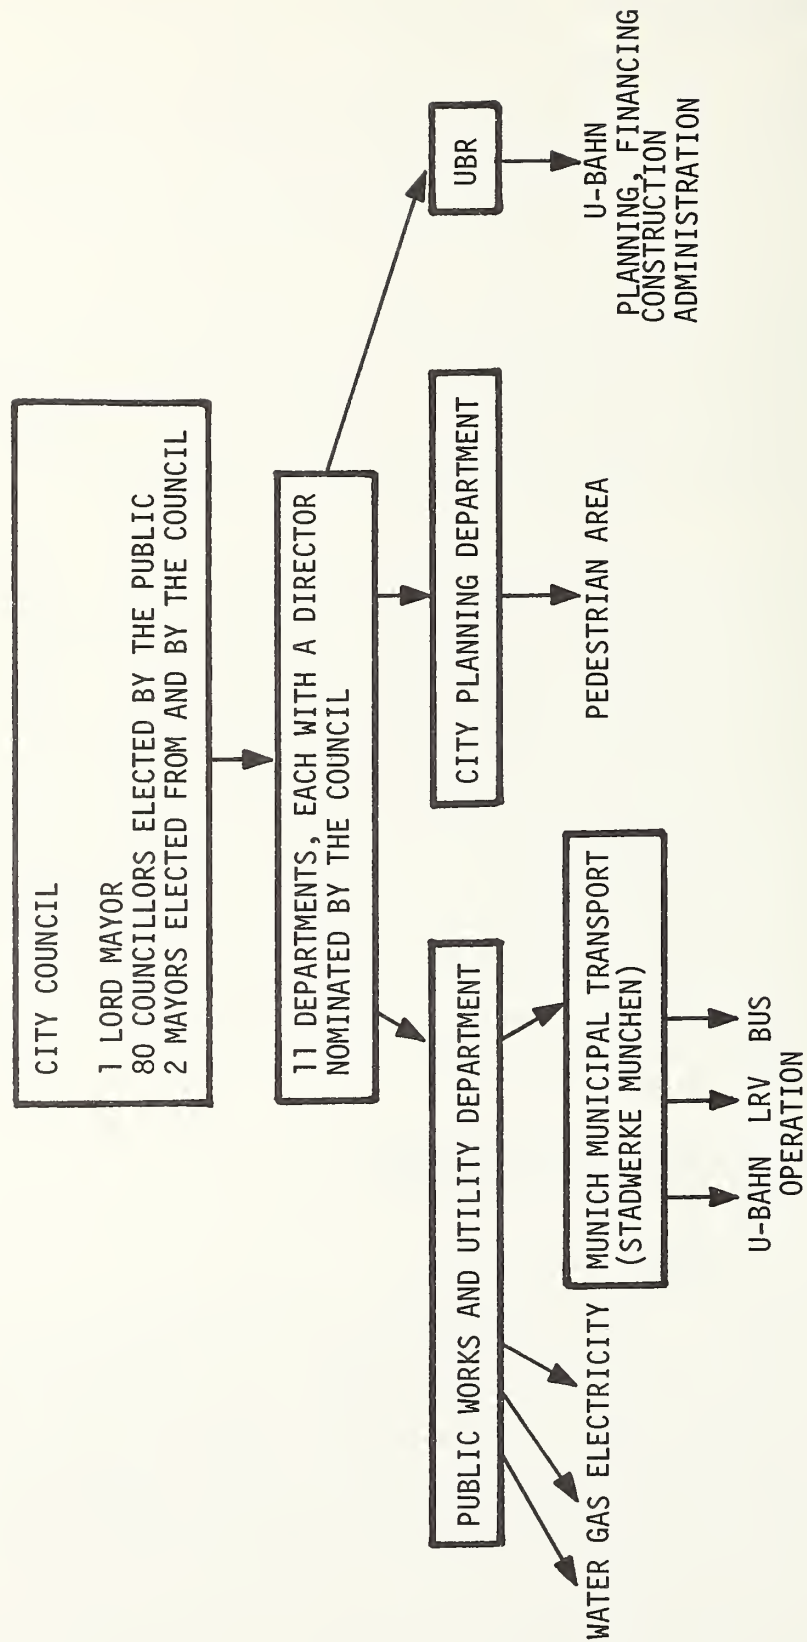 CITY COUNCIL
1 LORD MAYOR
80 COUNCILLORS ELECTED BY THE PUBLIC
2 MAYORS ELECTED FROM AND BY THE COUNCIL
11 DEPARTMENTS, EACH WITH A DIRECTOR
NOMINATED BY THE COUNCIL
PUBLIC WORKS AND UTILITY DEPARTMENT
CITY PLANNING DEPARTMENT
UBR
WATER GAS ELECTRICITY
MUNICH MUNICIPAL TRANSPORT
(STADWERKE MUNCHEN)
PEDESTRIAN AREA
U-BAHN
PLANNING, FINANCING
CONSTRUCTION
ADMINISTRATION
U-BAHN LRV BUS
OPERATION